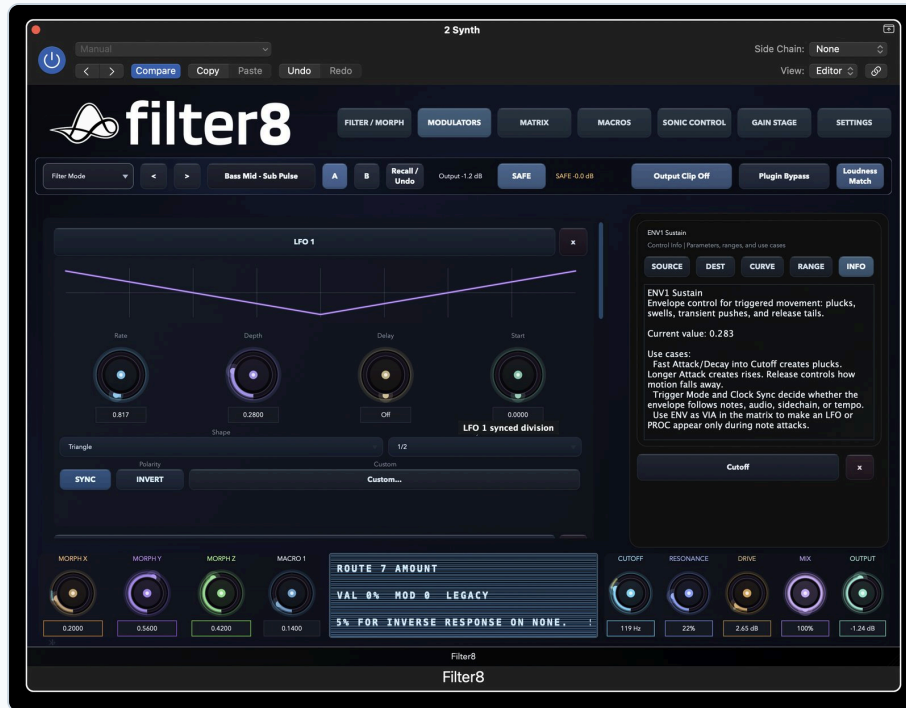 2 Synth
Manual
Side Chain: None
< > Compare Copy Paste Undo Redo
View: Editor
filter8
FILTER / MORPH MODULATORS MATRIX MACROS SONIC CONTROL GAIN STAGE SETTINGS
Filter Mode < > Bass Mid - Sub Pulse A B Recall / Undo Output -1.2 dB SAFE SAFE -0.0 dB Output Clip Off Plugin Bypass Loudness Match
LFO 1 x
Rate Depth Delay Start
0.817 0.2800 Off 0.0000
LFO 1 synced division
Shape
Triangle 1/2
Polarity Custom
SYNC INVERT Custom...
ENV1 Sustain
Control Info | Parameters, ranges, and use cases
SOURCE DEST CURVE RANGE INFO
ENV1 Sustain
Envelope control for triggered movement: plucks,
swells, transient pushes, and release tails.
Current value: 0.283
Use cases:
Fast Attack/Decay into Cutoff creates plucks.
Longer Attack creates rises. Release controls how
motion falls away.
Trigger Mode and Clock Sync decide whether the
envelope follows notes, audio, sidechain, or tempo.
Use ENV as VIA in the matrix to make an LFO or
PROC appear only during note attacks.
Cutoff x
MORPH X MORPH Y MORPH Z MACRO 1
0.2000 0.5600 0.4200 0.1400
ROUTE 7 AMOUNT
VAL 0% MOD 0 LEGACY
5% FOR INVERSE RESPONSE ON NONE.
CUTOFF RESONANCE DRIVE MIX OUTPUT
119 Hz 22% 2.65 dB 100% -1.24 dB
Filter8
Filter8